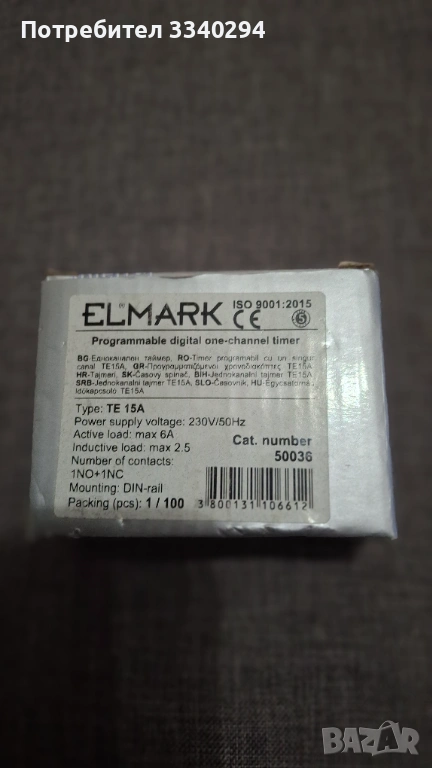 Потребител 3340294
ELMARK ISO 9001:2015
CE 5
Programmable digital one-channel timer
BG-Едноканален таймер, RO-Timer programabil cu un singur
canal TE15A, GR-Προγραμματιζόμενοι χρονοδιακόπτες TE15A
HR-Tajmeri, SK-Časový spínač, BIH-Jednokanalni tajmer TE15A
SRB-Jednokanalni tajmer TE15A, SLO-Časovnik, HU-Egycsatornás
Időkapcsoló TE15A
Type: TE 15A
Power supply voltage: 230V/50Hz
Active load: max 6A
Inductive load: max 2.5
Number of contacts:
1NO+1NC
Mounting: DIN-rail
Packing (pcs): 1 / 100
Cat. number
50036
3 800131 106612
BAZAR